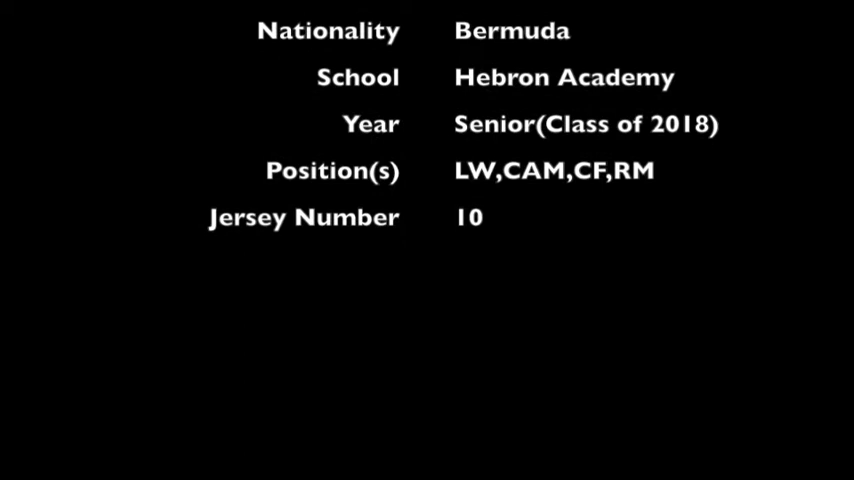 Nationality Bermuda
School Hebron Academy
Year Senior(Class of 2018)
Position(s) LW,CAM,CF,RM
Jersey Number 10